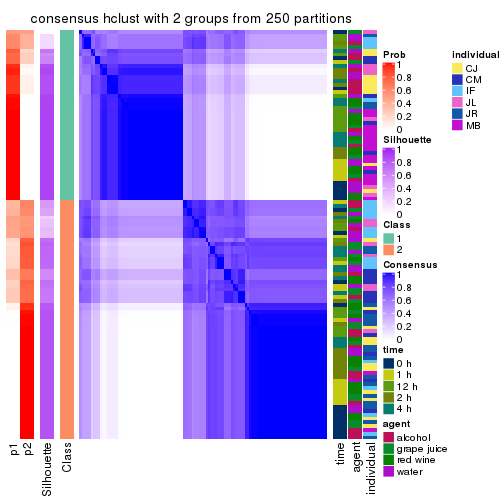 consensus hclust with 2 groups from 250 partitions
Prob
1
0.8
0.6
0.4
0.2
0
Silhouette
1
0.8
0.6
0.4
0.2
0
Class
1
2
Consensus
1
0.8
0.6
0.4
0.2
0
time
0 h
1 h
12 h
2 h
4 h
agent
alcohol
grape juice
red wine
water
individual
CJ
CM
IF
JL
JR
MB
p1
p2
Silhouette
Class
time
agent
individual